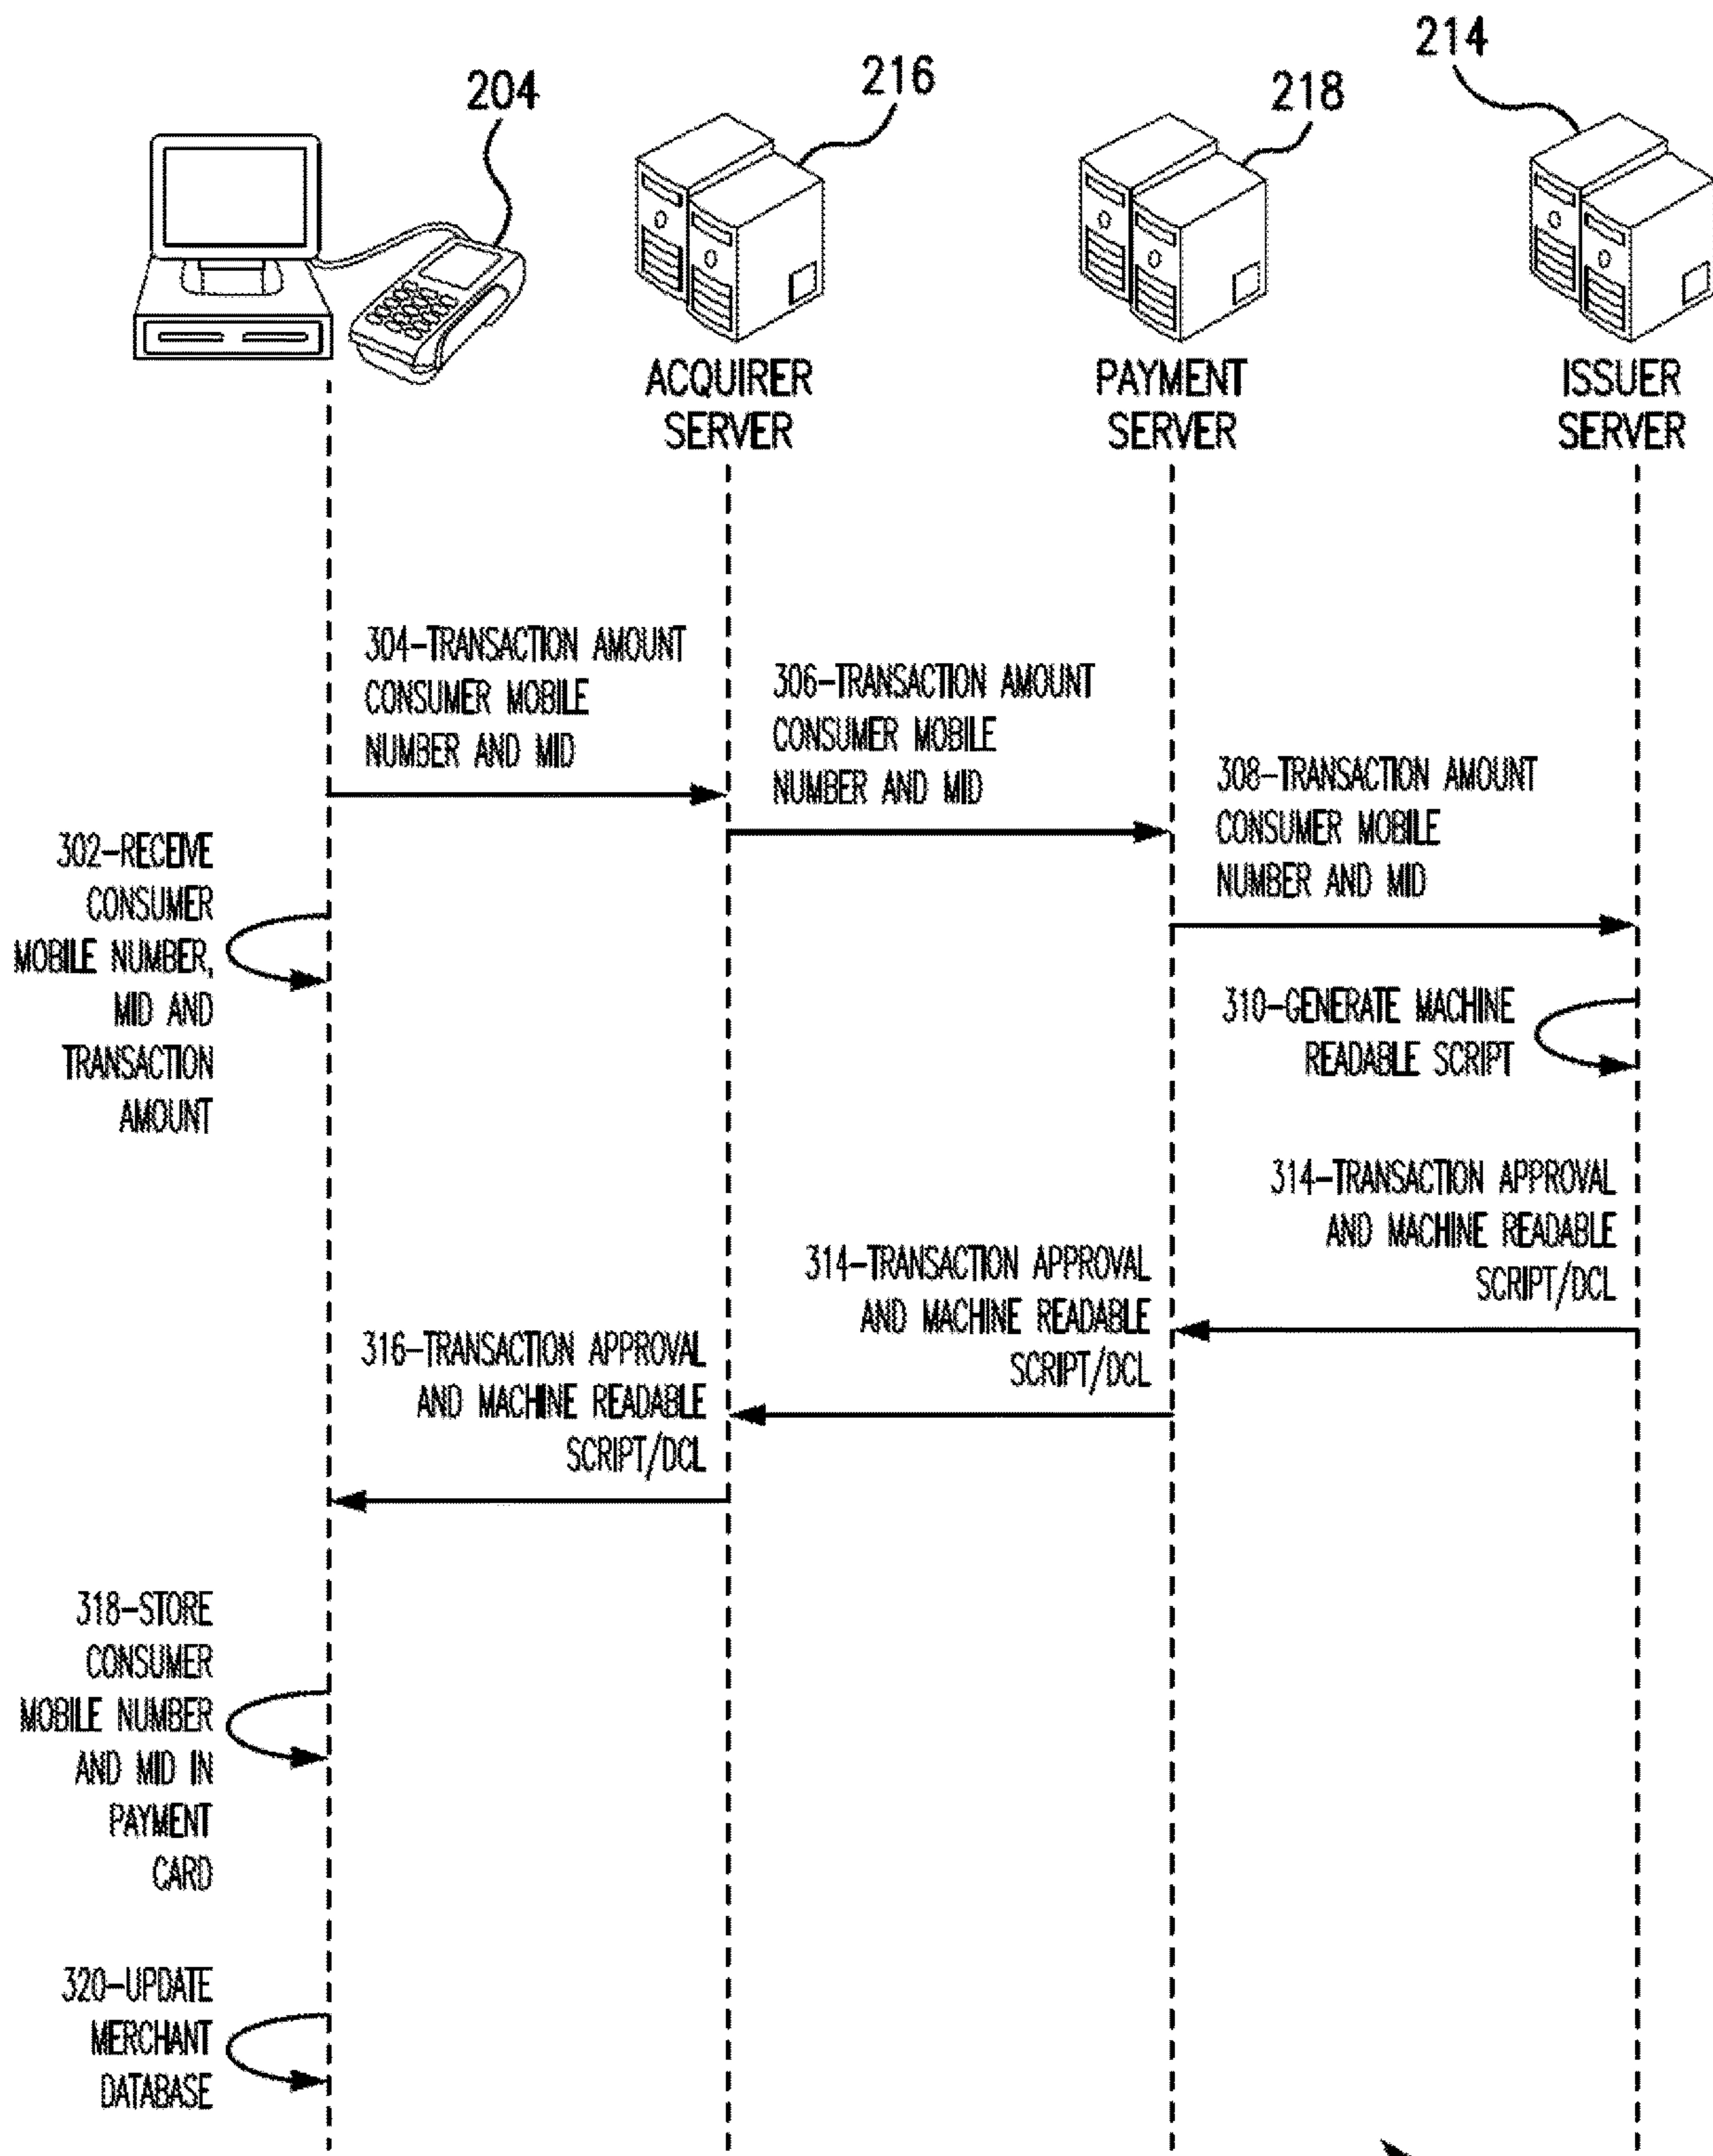 204
216
218
214
ACQUIRER
SERVER
PAYMENT
SERVER
ISSUER
SERVER
304-TRANSACTION AMOUNT
CONSUMER MOBILE
NUMBER AND MID
306-TRANSACTION AMOUNT
CONSUMER MOBILE
NUMBER AND MID
308-TRANSACTION AMOUNT
CONSUMER MOBILE
NUMBER AND MID
302-RECEIVE
CONSUMER
MOBILE NUMBER,
MID AND
TRANSACTION
AMOUNT
310-GENERATE MACHINE
READABLE SCRIPT
314-TRANSACTION APPROVAL
AND MACHINE READABLE
SCRIPT/DCL
314-TRANSACTION APPROVAL
AND MACHINE READABLE
SCRIPT/DCL
316-TRANSACTION APPROVAL
AND MACHINE READABLE
SCRIPT/DCL
318-STORE
CONSUMER
MOBILE NUMBER
AND MID IN
PAYMENT
CARD
320-UPDATE
MERCHANT
DATABASE